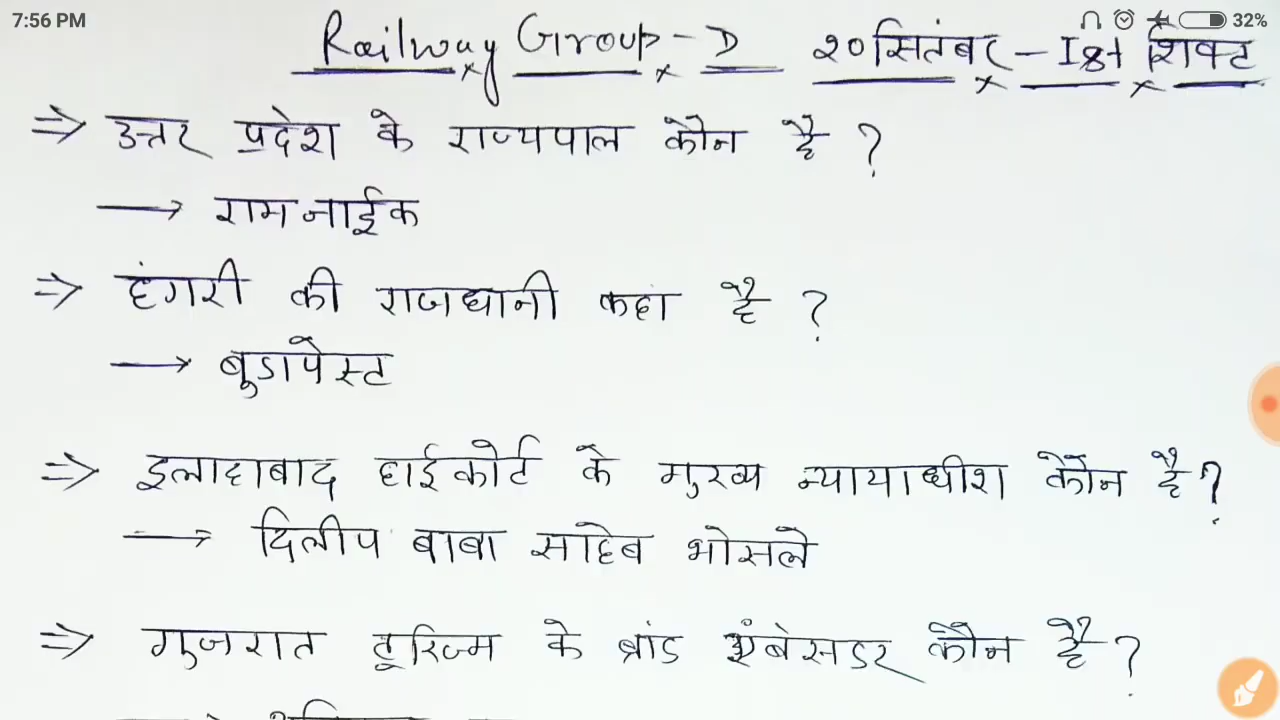 7:56 PM 32%
Railway Group - D २० सितंबर - Ist शिफ्ट
⇒ उत्तर प्रदेश के राज्यपाल कौन है ?
→ राम नाईक
⇒ हंगरी की राजधानी कहा है ?
→ बुडापेस्ट
⇒ इलाहाबाद हाईकोर्ट के मुख्य न्यायाधीश कौन है ?
→ दिलीप बाबा साहेब भोसले
⇒ गुजरात टूरिज्म के ब्रांड एंबेसडर कौन है ?